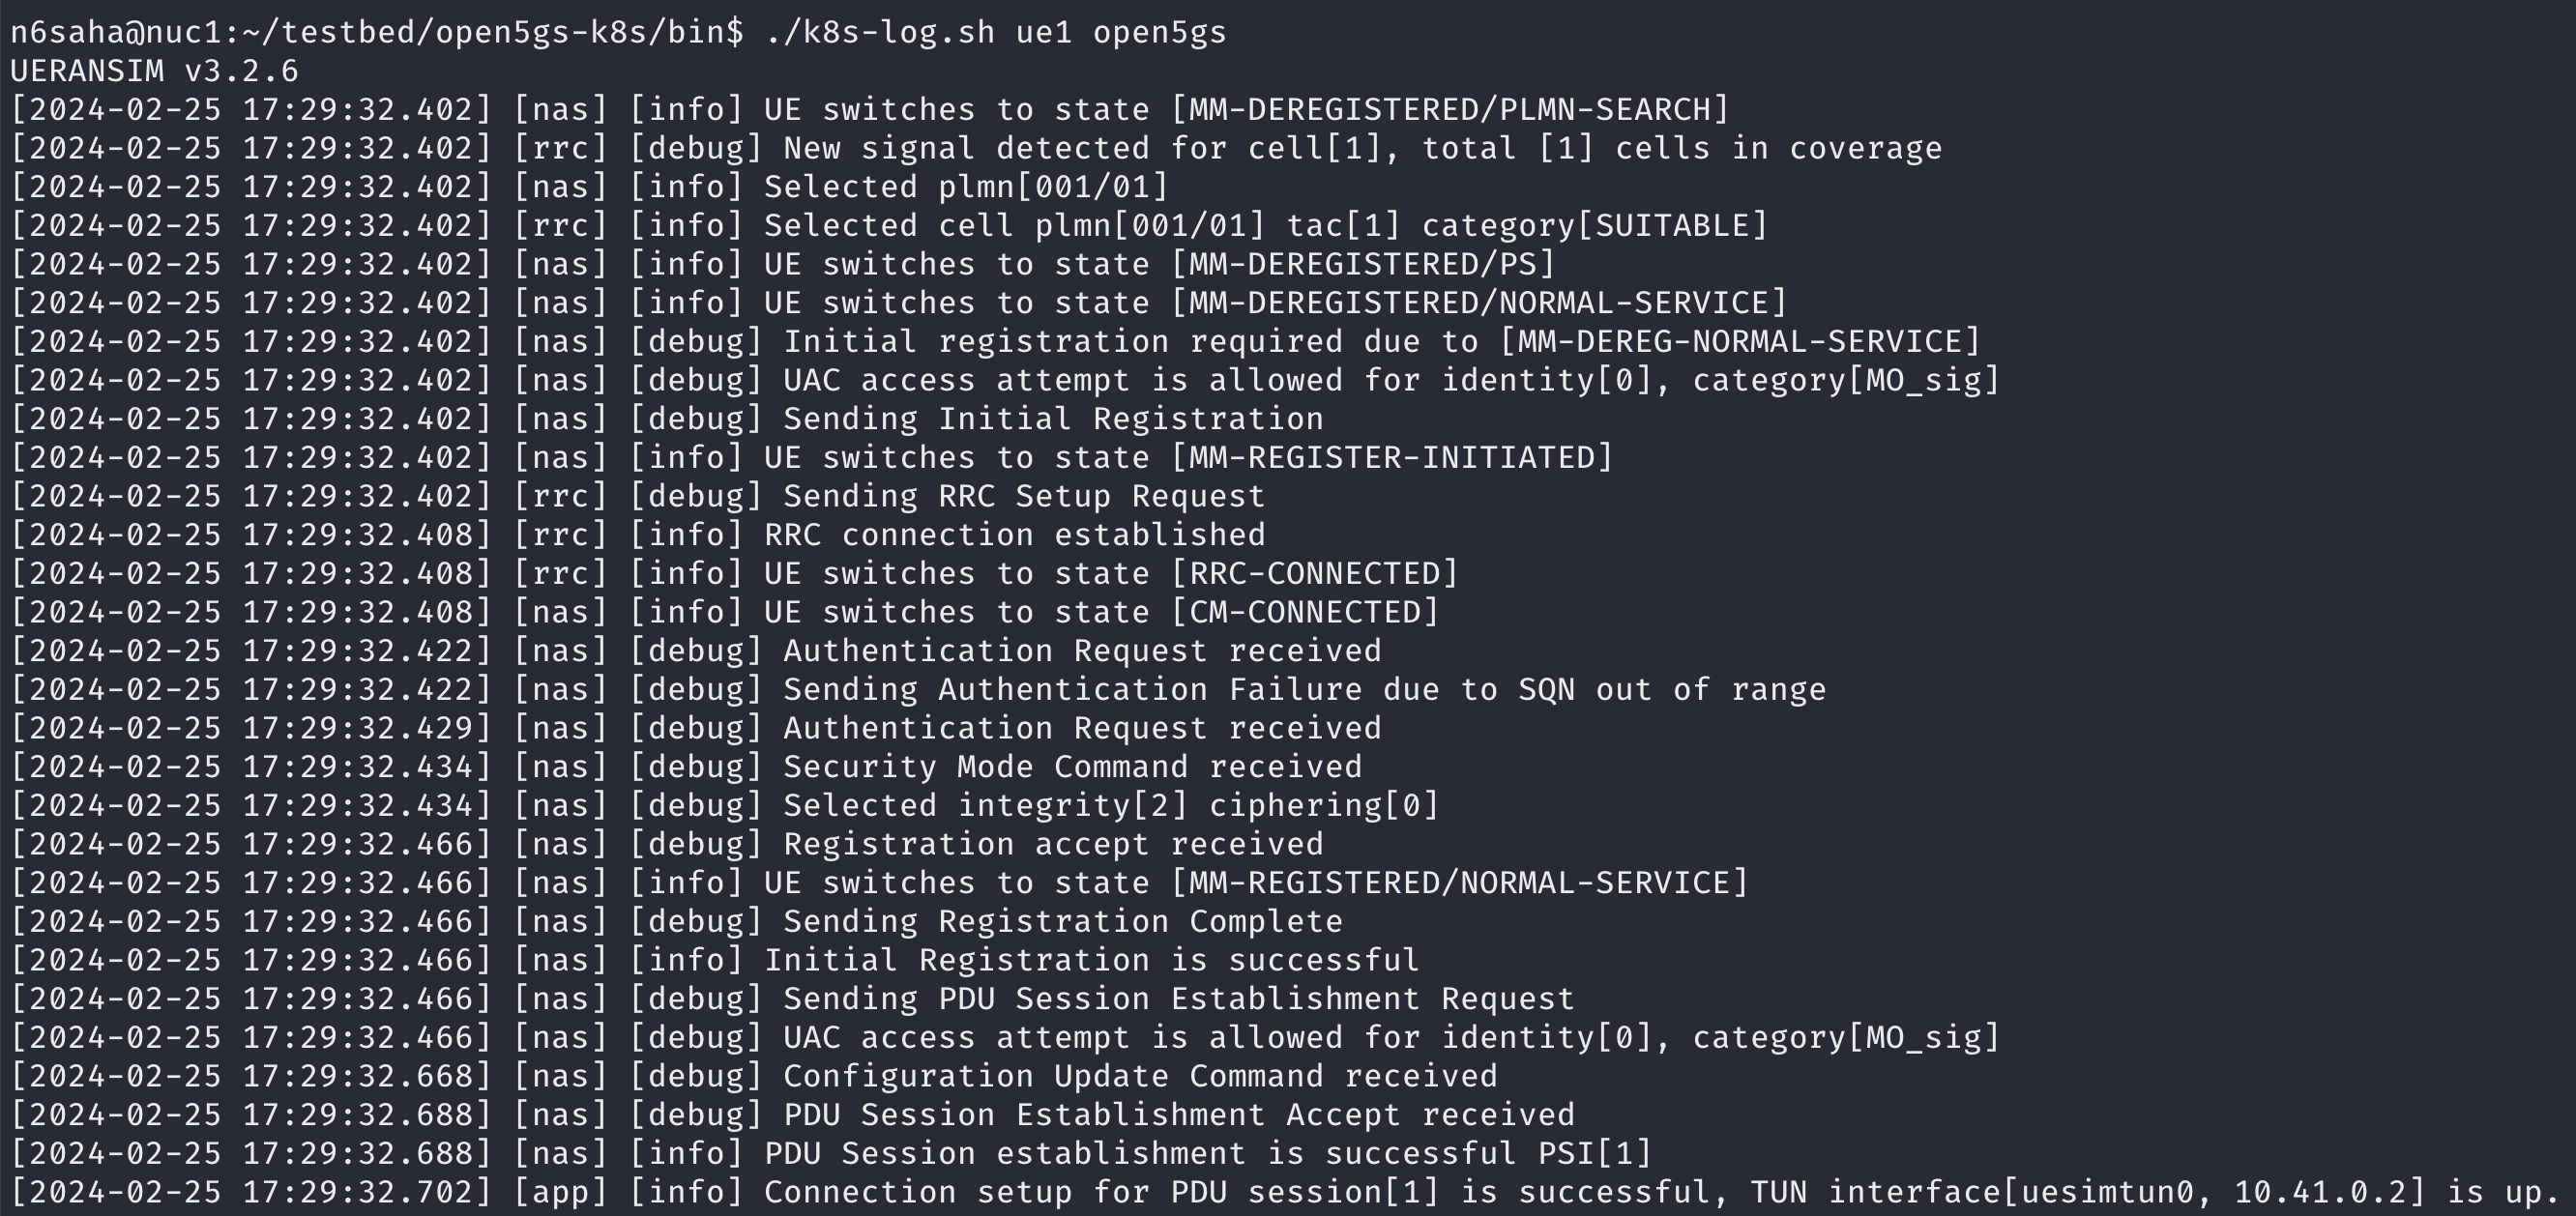 n6saha@nuc1:~/testbed/open5gs-k8s/bin$ ./k8s-log.sh ue1 open5gs
UERANSIM v3.2.6
[2024-02-25 17:29:32.402] [nas] [info] UE switches to state [MM-DEREGISTERED/PLMN-SEARCH]
[2024-02-25 17:29:32.402] [rrc] [debug] New signal detected for cell[1], total [1] cells in coverage
[2024-02-25 17:29:32.402] [nas] [info] Selected plmn[001/01]
[2024-02-25 17:29:32.402] [rrc] [info] Selected cell plmn[001/01] tac[1] category[SUITABLE]
[2024-02-25 17:29:32.402] [nas] [info] UE switches to state [MM-DEREGISTERED/PS]
[2024-02-25 17:29:32.402] [nas] [info] UE switches to state [MM-DEREGISTERED/NORMAL-SERVICE]
[2024-02-25 17:29:32.402] [nas] [debug] Initial registration required due to [MM-DEREG-NORMAL-SERVICE]
[2024-02-25 17:29:32.402] [nas] [debug] UAC access attempt is allowed for identity[0], category[MO_sig]
[2024-02-25 17:29:32.402] [nas] [debug] Sending Initial Registration
[2024-02-25 17:29:32.402] [nas] [info] UE switches to state [MM-REGISTER-INITIATED]
[2024-02-25 17:29:32.402] [rrc] [debug] Sending RRC Setup Request
[2024-02-25 17:29:32.408] [rrc] [info] RRC connection established
[2024-02-25 17:29:32.408] [rrc] [info] UE switches to state [RRC-CONNECTED]
[2024-02-25 17:29:32.408] [nas] [info] UE switches to state [CM-CONNECTED]
[2024-02-25 17:29:32.422] [nas] [debug] Authentication Request received
[2024-02-25 17:29:32.422] [nas] [debug] Sending Authentication Failure due to SQN out of range
[2024-02-25 17:29:32.429] [nas] [debug] Authentication Request received
[2024-02-25 17:29:32.434] [nas] [debug] Security Mode Command received
[2024-02-25 17:29:32.434] [nas] [debug] Selected integrity[2] ciphering[0]
[2024-02-25 17:29:32.466] [nas] [debug] Registration accept received
[2024-02-25 17:29:32.466] [nas] [info] UE switches to state [MM-REGISTERED/NORMAL-SERVICE]
[2024-02-25 17:29:32.466] [nas] [debug] Sending Registration Complete
[2024-02-25 17:29:32.466] [nas] [info] Initial Registration is successful
[2024-02-25 17:29:32.466] [nas] [debug] Sending PDU Session Establishment Request
[2024-02-25 17:29:32.466] [nas] [debug] UAC access attempt is allowed for identity[0], category[MO_sig]
[2024-02-25 17:29:32.668] [nas] [debug] Configuration Update Command received
[2024-02-25 17:29:32.688] [nas] [debug] PDU Session Establishment Accept received
[2024-02-25 17:29:32.688] [nas] [info] PDU Session establishment is successful PSI[1]
[2024-02-25 17:29:32.702] [app] [info] Connection setup for PDU session[1] is successful, TUN interface[uesimtun0, 10.41.0.2] is up.